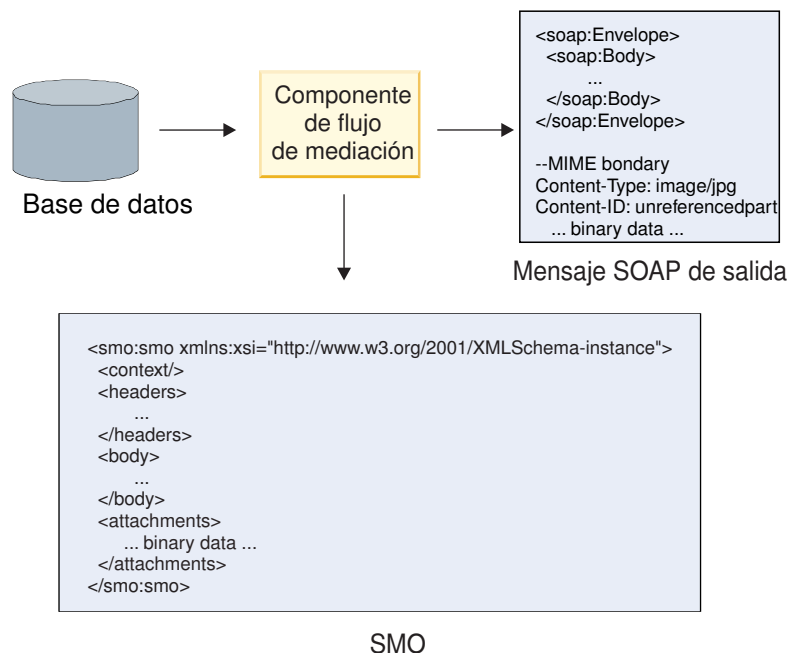 Base de datos
Componente
de flujo
de mediación
<soap:Envelope>
<soap:Body>
...
</soap:Body>
</soap:Envelope>
--MIME bondary
Content-Type: image/jpg
Content-ID: unreferencedpart
... binary data ...
Mensaje SOAP de salida
<smo:smo xmlns:xsi="http://www.w3.org/2001/XMLSchema-instance">
<context/>
<headers>
...
</headers>
<body>
...
</body>
<attachments>
... binary data ...
</attachments>
</smo:smo>
SMO